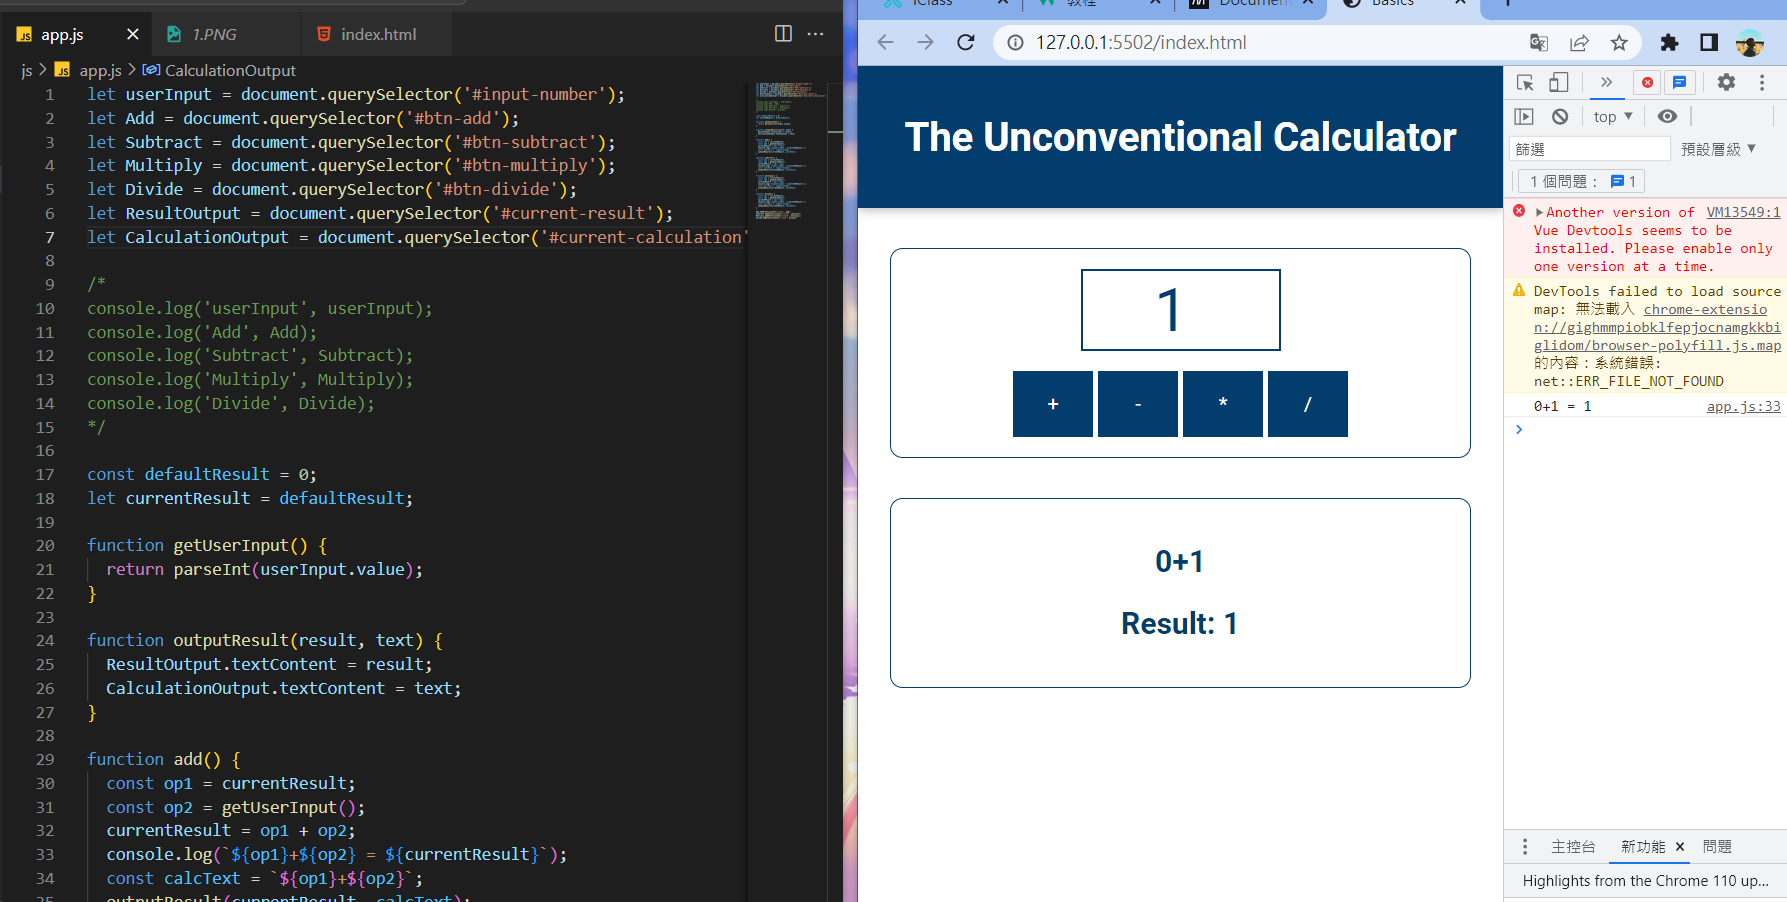 app.js
1.PNG
index.html
js > app.js > CalculationOutput
1 let userInput = document.querySelector('#input-number');
2 let Add = document.querySelector('#btn-add');
3 let Subtract = document.querySelector('#btn-subtract');
4 let Multiply = document.querySelector('#btn-multiply');
5 let Divide = document.querySelector('#btn-divide');
6 let ResultOutput = document.querySelector('#current-result');
7 let CalculationOutput = document.querySelector('#current-calculation'
8
9 /*
10 console.log('userInput', userInput);
11 console.log('Add', Add);
12 console.log('Subtract', Subtract);
13 console.log('Multiply', Multiply);
14 console.log('Divide', Divide);
15 */
16
17 const defaultResult = 0;
18 let currentResult = defaultResult;
19
20 function getUserInput() {
21 return parseInt(userInput.value);
22 }
23
24 function outputResult(result, text) {
25 ResultOutput.textContent = result;
26 CalculationOutput.textContent = text;
27 }
28
29 function add() {
30 const op1 = currentResult;
31 const op2 = getUserInput();
32 currentResult = op1 + op2;
33 console.log(`${op1}+${op2} = ${currentResult}`);
34 const calcText = `${op1}+${op2}`;
35 outputResult(currentResult, calcText);
iClass
教程
Document
Basics
127.0.0.1:5502/index.html
The Unconventional Calculator
1
+ - * /
0+1
Result: 1
top
篩選
預設層級
1 個問題： 1
Another version of VM13549:1
Vue Devtools seems to be
installed. Please enable only
one version at a time.
DevTools failed to load source
map: 無法載入 chrome-extensio
n://gighmmpiobklfepjocnamgkkbi
glidom/browser-polyfill.js.map
的內容：系統錯誤:
net::ERR_FILE_NOT_FOUND
0+1 = 1 app.js:33
主控台 新功能 問題
Highlights from the Chrome 110 up...